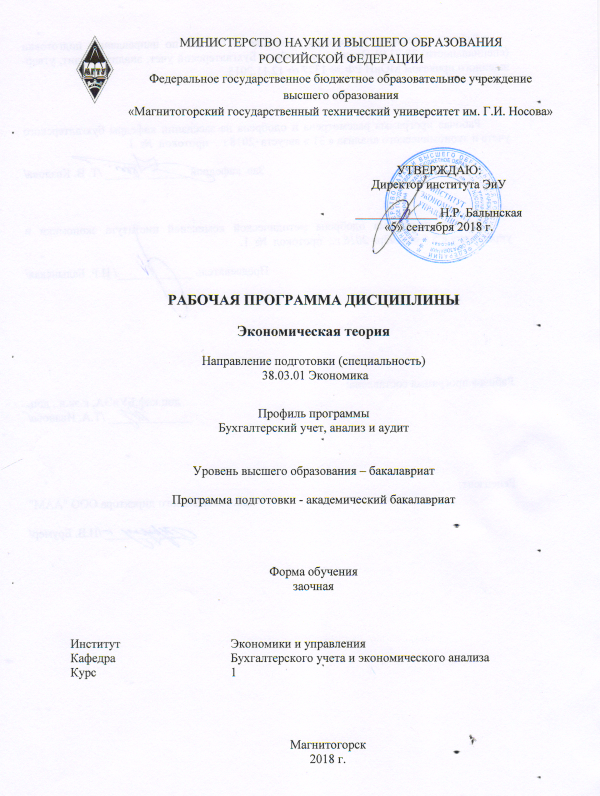 МИНИСТЕРСТВО НАУКИ И ВЫСШЕГО ОБРАЗОВАНИЯ
РОССИЙСКОЙ ФЕДЕРАЦИИ
Федеральное государственное бюджетное образовательное учреждение
высшего образования
«Магнитогорский государственный технический университет им. Г.И. Носова»
УТВЕРЖДАЮ:
Директор института ЭиУ
Н.Р. Балынская
«5» сентября 2018 г.
ИНСТИТУТ
ЭКОНОМИКИ
УПРАВЛЕНИЯ
РАБОЧАЯ ПРОГРАММА ДИСЦИПЛИНЫ
Экономическая теория
Направление подготовки (специальность)
38.03.01 Экономика
Профиль программы
Бухгалтерский учет, анализ и аудит
Уровень высшего образования – бакалавриат
Программа подготовки - академический бакалавриат
Форма обучения
заочная
Институт Экономики и управления
Кафедра Бухгалтерского учета и экономического анализа
Курс 1
Магнитогорск
2018 г.